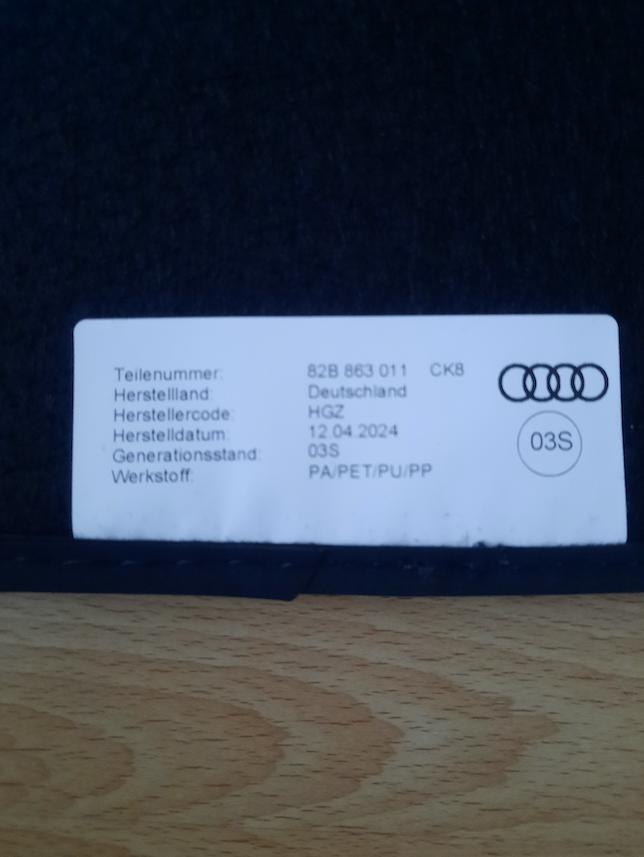 Teilenummer: 82B 863 011 CK8
Herstellland: Deutschland
Herstellercode: HGZ
Herstelldatum: 12.04.2024
Generationsstand: 03S
Werkstoff: PA/PET/PU/PP
03S